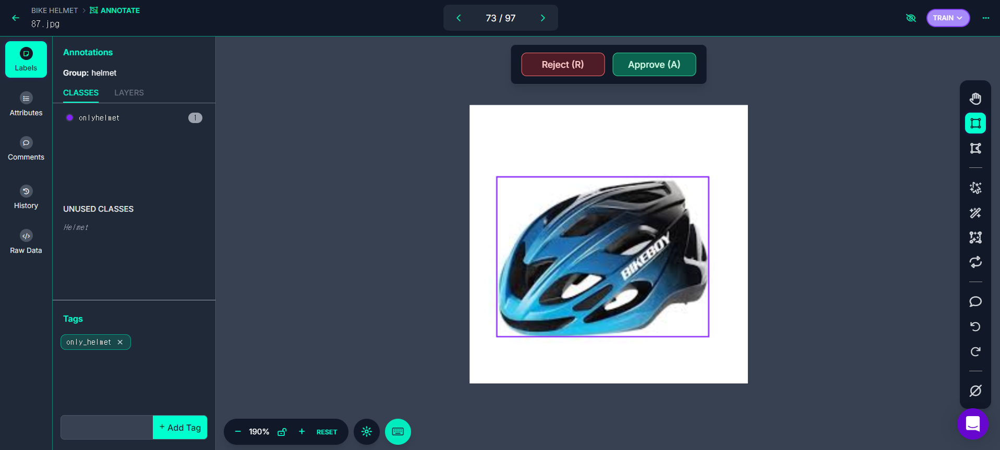 BIKE HELMET > ANNOTATE
87.jpg
73 / 97
TRAIN
Labels
Attributes
Comments
History
Raw Data
Annotations
Group: helmet
CLASSES LAYERS
onlyhelmet 1
UNUSED CLASSES
Helmet
Tags
only_helmet ×
+ Add Tag
Reject (R) Approve (A)
BIKEBOY
− 190% + RESET